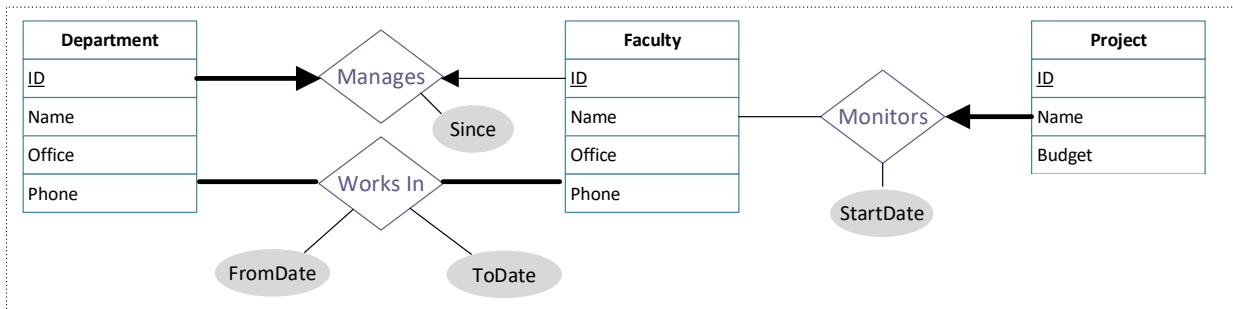 Department
ID
Name
Office
Phone
Manages
Since
Works In
FromDate
ToDate
Faculty
ID
Name
Office
Phone
Monitors
StartDate
Project
ID
Name
Budget